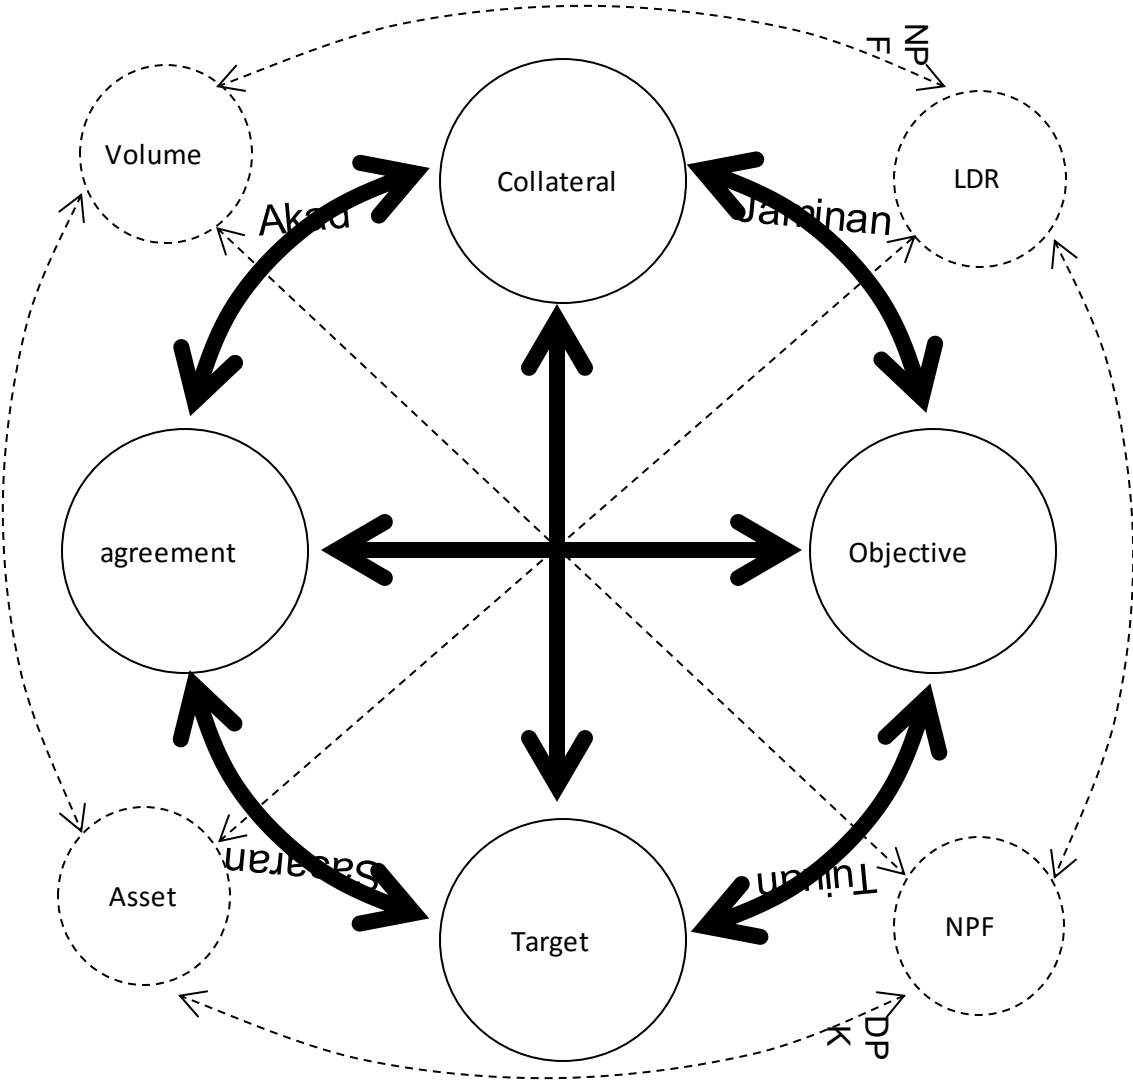 NP
F
Volume
Collateral
LDR
Akad
Jaminan
agreement
Objective
Sasaran
Tujuan
Asset
Target
NPF
DP
K